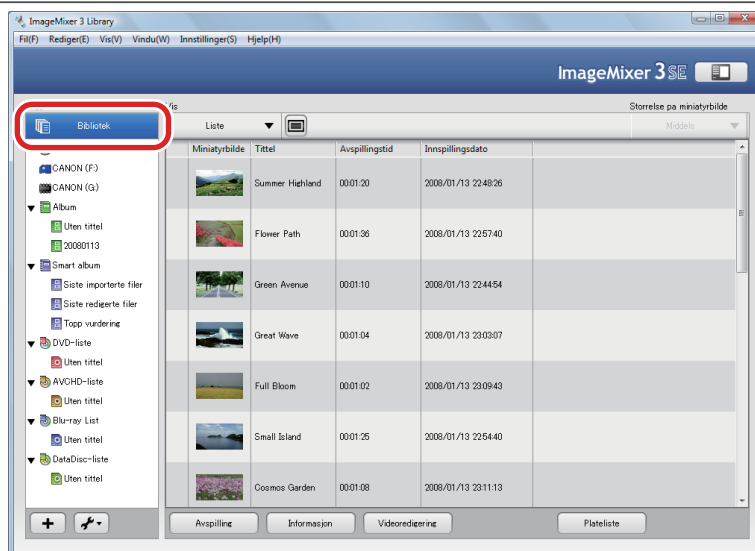 ImageMixer 3 Library
Fil(F) Rediger(E) Vis(V) Vindu(W) Innstillinger(S) Hjelp(H)
ImageMixer 3 SE
Vis
Storrelse pa miniatyrbilde
Bibliotek
Liste
Middels
CANON (F:)
CANON (G:)
Album
Uten tittel
20080113
Smart album
Siste importerte filer
Siste redigerte filer
Topp vurdering
DVD-liste
Uten tittel
AVCHD-liste
Uten tittel
Blu-ray List
Uten tittel
DataDisc-liste
Uten tittel
Miniatyrbilde Tittel Avspillingstid Innspillingsdato
Summer Highland 00:01:20 2008/01/13 22:48:26
Flower Path 00:01:36 2008/01/13 22:57:40
Green Avenue 00:01:10 2008/01/13 22:44:54
Great Wave 00:01:04 2008/01/13 23:03:07
Full Bloom 00:01:02 2008/01/13 23:09:43
Small Island 00:01:25 2008/01/13 22:54:40
Cosmos Garden 00:01:08 2008/01/13 23:11:13
Avspilling Informasjon Videoredigering Plateliste